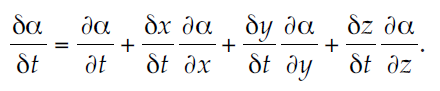 δα/δt = ∂α/∂t + δx/δt ∂α/∂x + δy/δt ∂α/∂y + δz/δt ∂α/∂z.